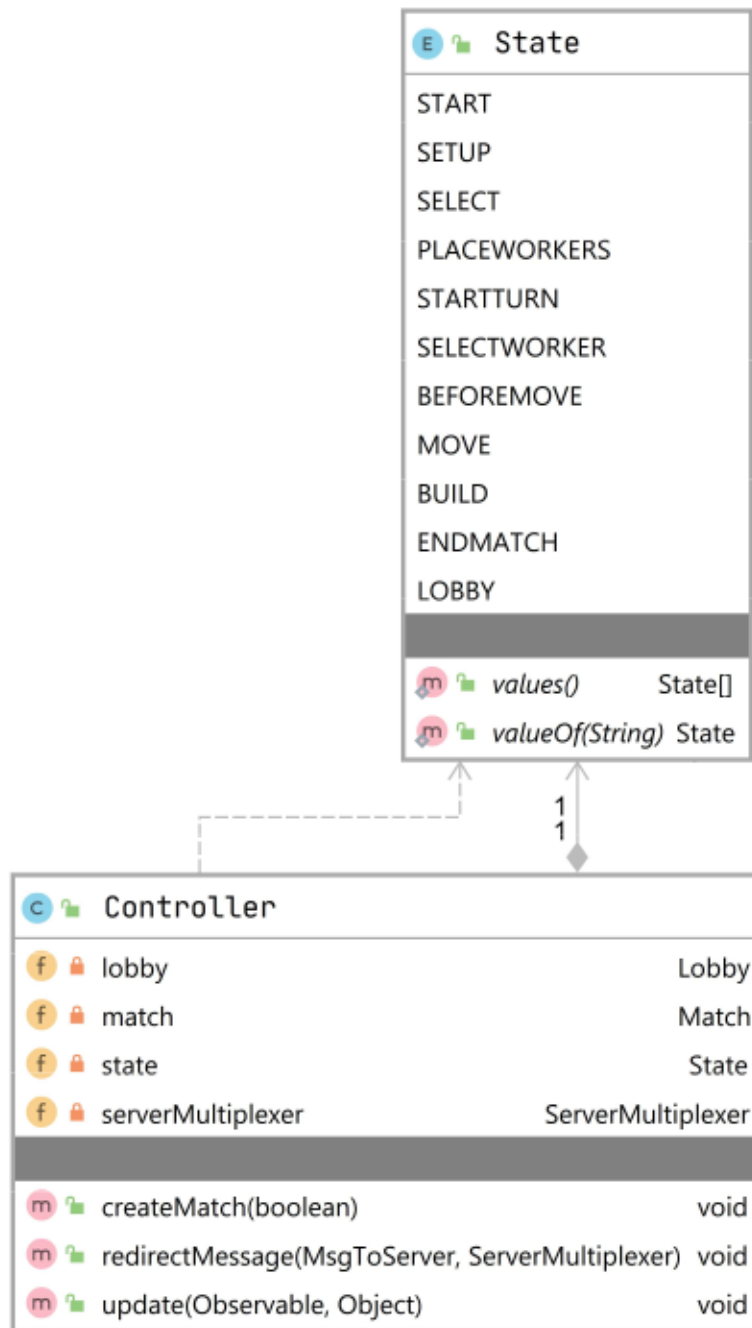 E State
START
SETUP
SELECT
PLACEWORKERS
STARTTURN
SELECTWORKER
BEFOREMOVE
MOVE
BUILD
ENDMATCH
LOBBY
m values() State[]
m valueOf(String) State
1
1
C Controller
f lobby Lobby
f match Match
f state State
f serverMultiplexer ServerMultiplexer
m createMatch(boolean) void
m redirectMessage(MsgToServer, ServerMultiplexer) void
m update(Observable, Object) void